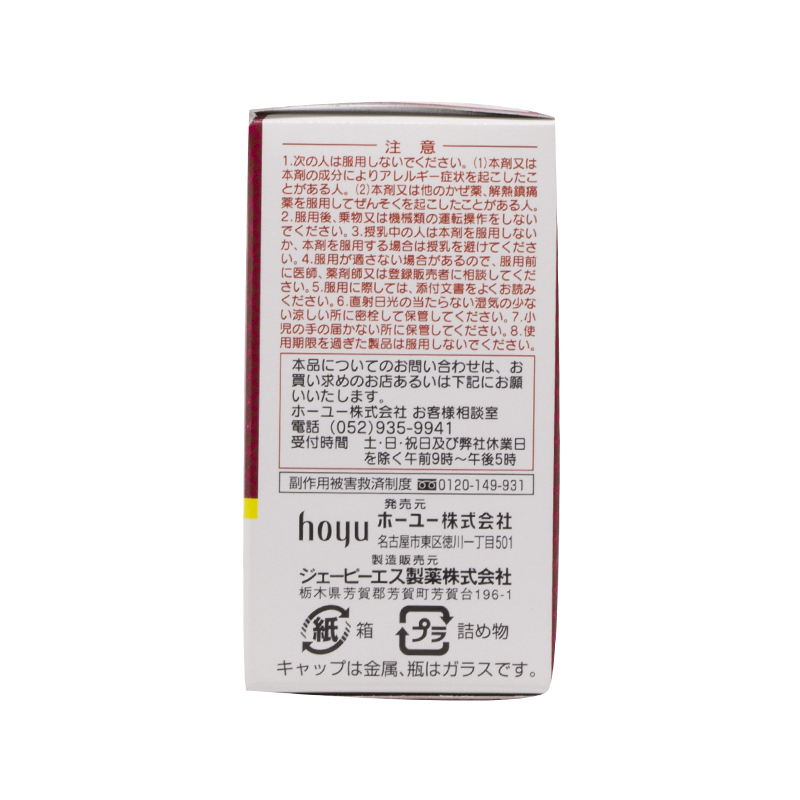 注意
1.次の人は服用しないでください。(1)本剤又は
本剤の成分によりアレルギー症状を起こしたこ
とがある人。(2)本剤又は他のかぜ薬、解熱鎮痛
薬を服用してぜんそくを起こしたことがある人。
2.服用後、乗物又は機械類の運転操作をしない
でください。3.授乳中の人は本剤を服用しない
か、本剤を服用する場合は授乳を避けてくださ
い。4.服用が適さない場合があるので、服用前
に医師、薬剤師又は登録販売者に相談してくだ
さい。5.服用に際しては、添付文書をよくお読み
ください。6.直射日光の当たらない湿気の少な
い涼しい所に密栓して保管してください。7.小
児の手の届かない所に保管してください。8.使
用期限を過ぎた製品は服用しないでください。
本品についてのお問い合わせは、お
買い求めのお店あるいは下記にお願
いいたします。
ホーユー株式会社 お客様相談室
電話 (052)935-9941
受付時間 土・日・祝日及び弊社休業日
を除く午前9時〜午後5時
副作用被害救済制度 0120-149-931
発売元
hoyu ホーユー株式会社
名古屋市東区徳川一丁目501
製造販売元
ジェーピーエス製薬株式会社
栃木県芳賀郡芳賀町芳賀台196-1
紙 箱 プラ 詰め物
キャップは金属、瓶はガラスです。